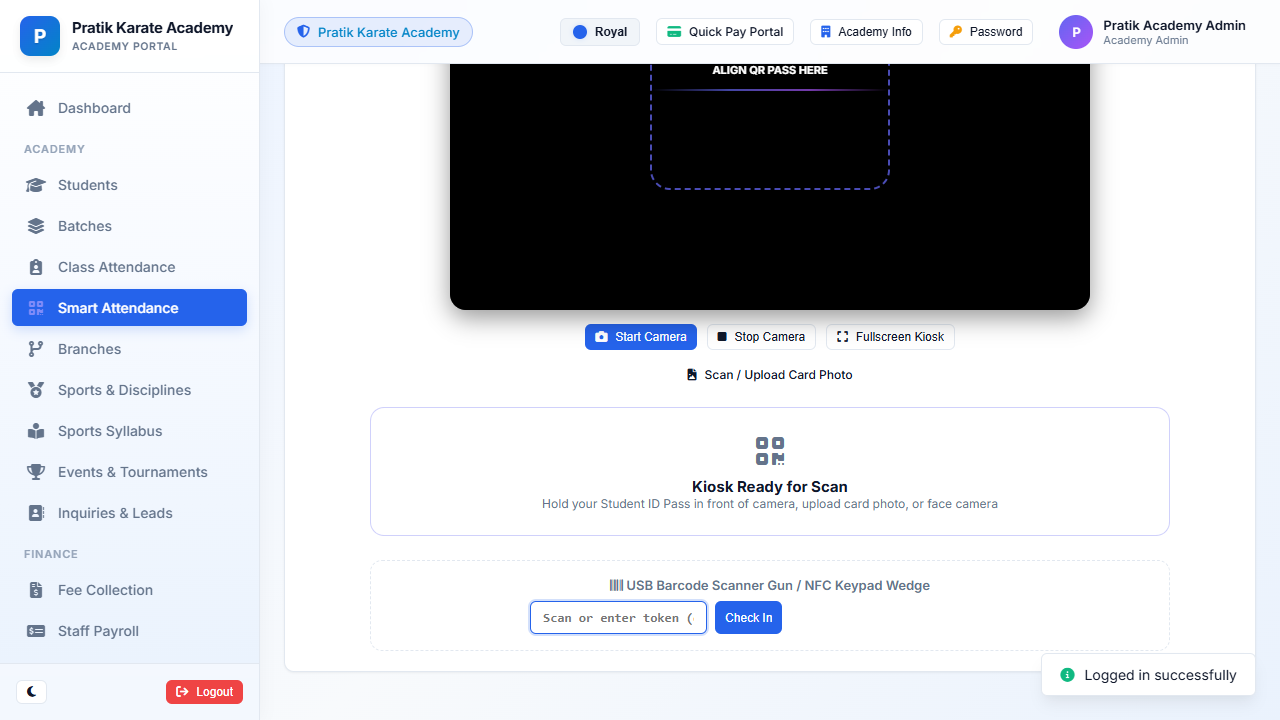 P
Pratik Karate Academy
ACADEMY PORTAL
Pratik Karate Academy
Royal
Quick Pay Portal
Academy Info
Password
P
Pratik Academy Admin
Academy Admin
Dashboard
ACADEMY
Students
Batches
Class Attendance
Smart Attendance
Branches
Sports & Disciplines
Sports Syllabus
Events & Tournaments
Inquiries & Leads
FINANCE
Fee Collection
Staff Payroll
Logout
ALIGN QR PASS HERE
Start Camera
Stop Camera
Fullscreen Kiosk
Scan / Upload Card Photo
Kiosk Ready for Scan
Hold your Student ID Pass in front of camera, upload card photo, or face camera
USB Barcode Scanner Gun / NFC Keypad Wedge
Scan or enter token (
Check In
Logged in successfully